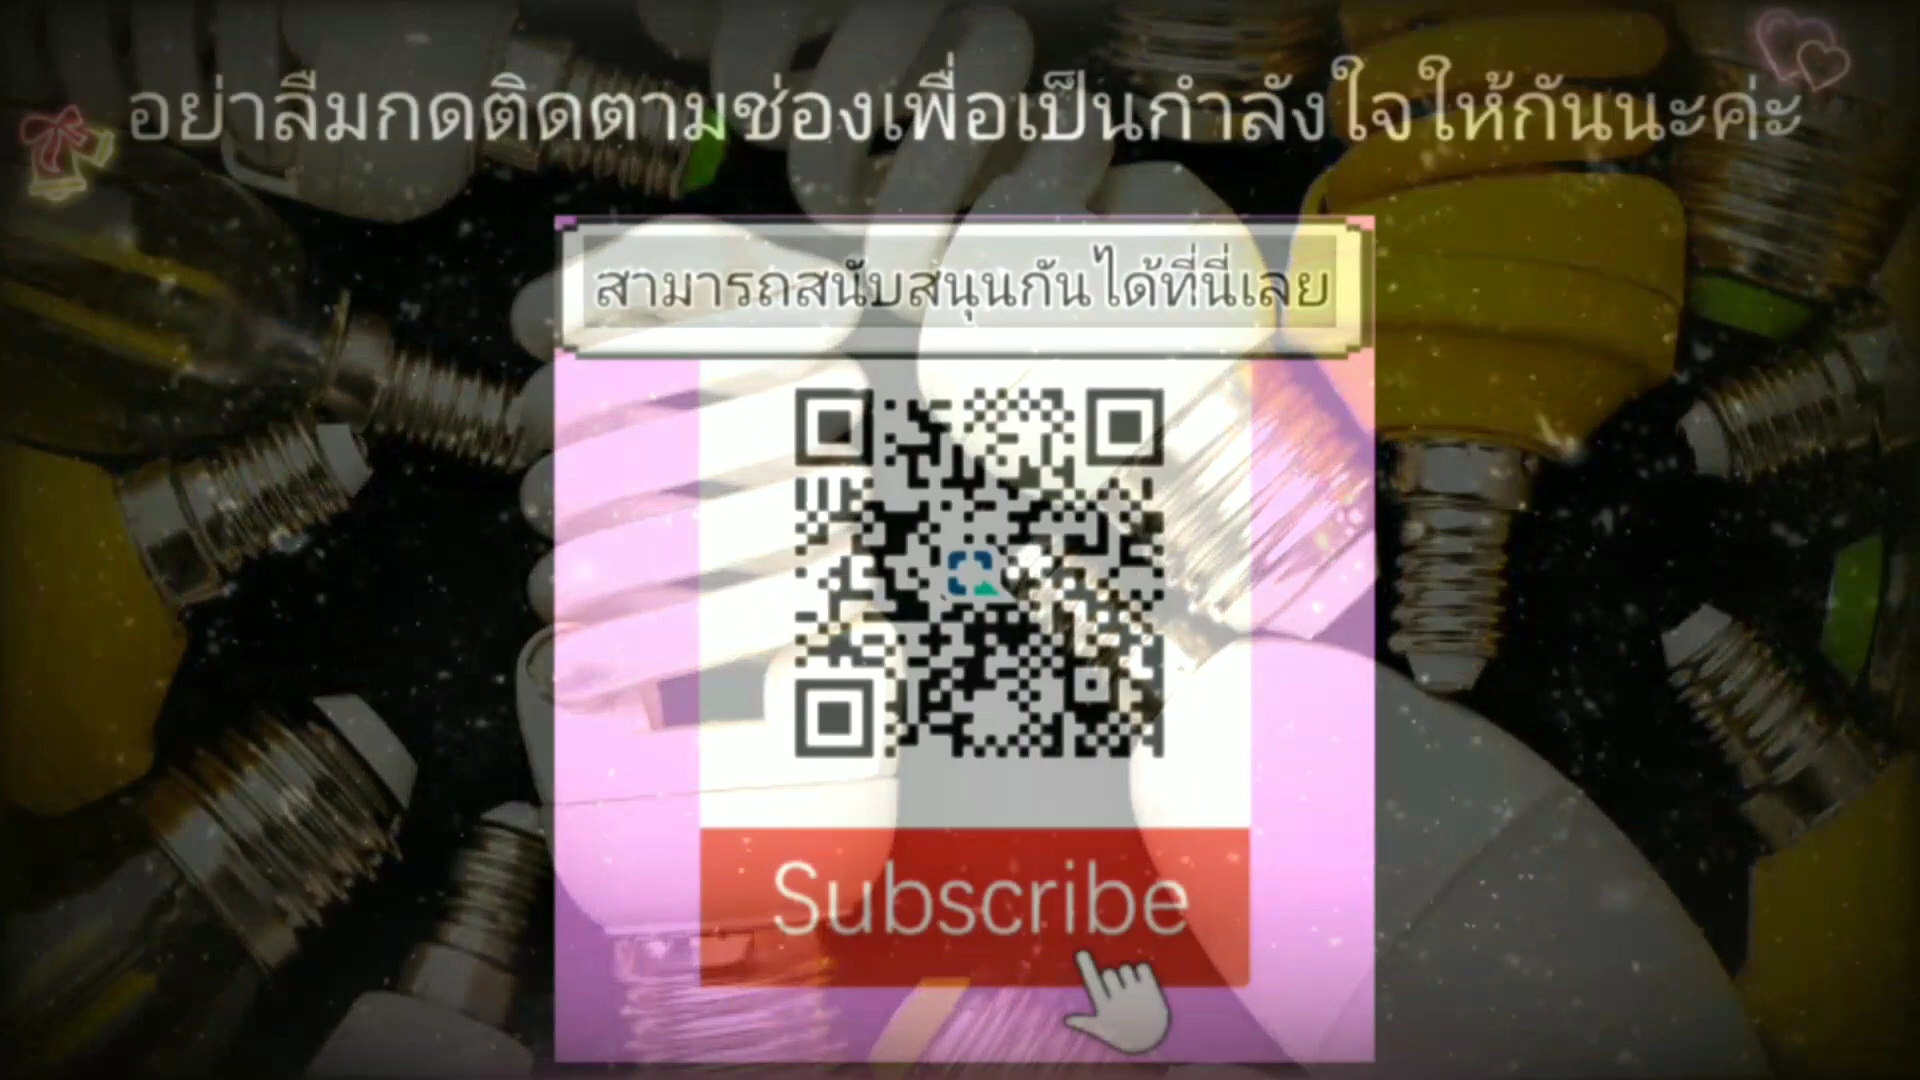 อย่าลืมกดติดตามช่องเพื่อเป็นกำลังใจให้กันนะค่ะ
สามารถสนับสนุนกันได้ที่นี่เลย
Subscribe